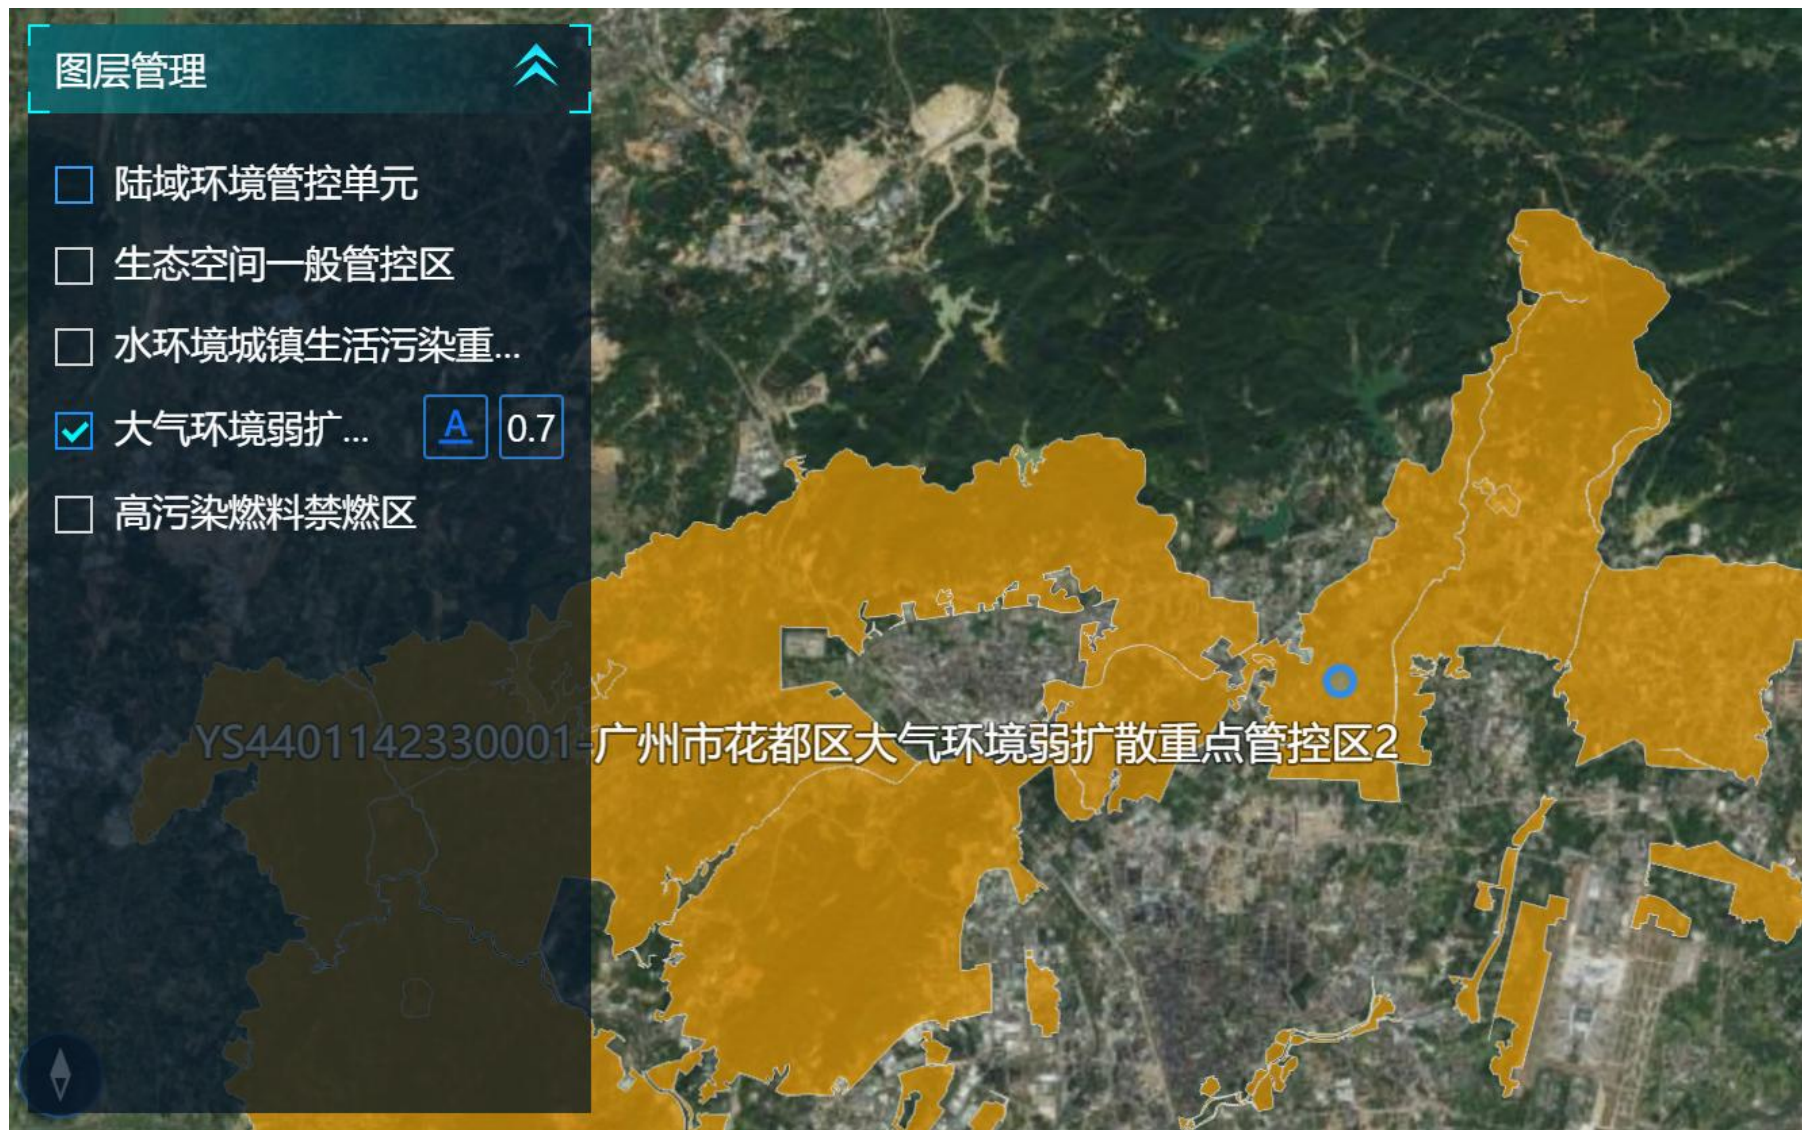 图层管理
陆域环境管控单元
生态空间一般管控区
水环境城镇生活污染重...
大气环境弱扩... A 0.7
高污染燃料禁燃区
YS4401142330001-广州市花都区大气环境弱扩散重点管控区2